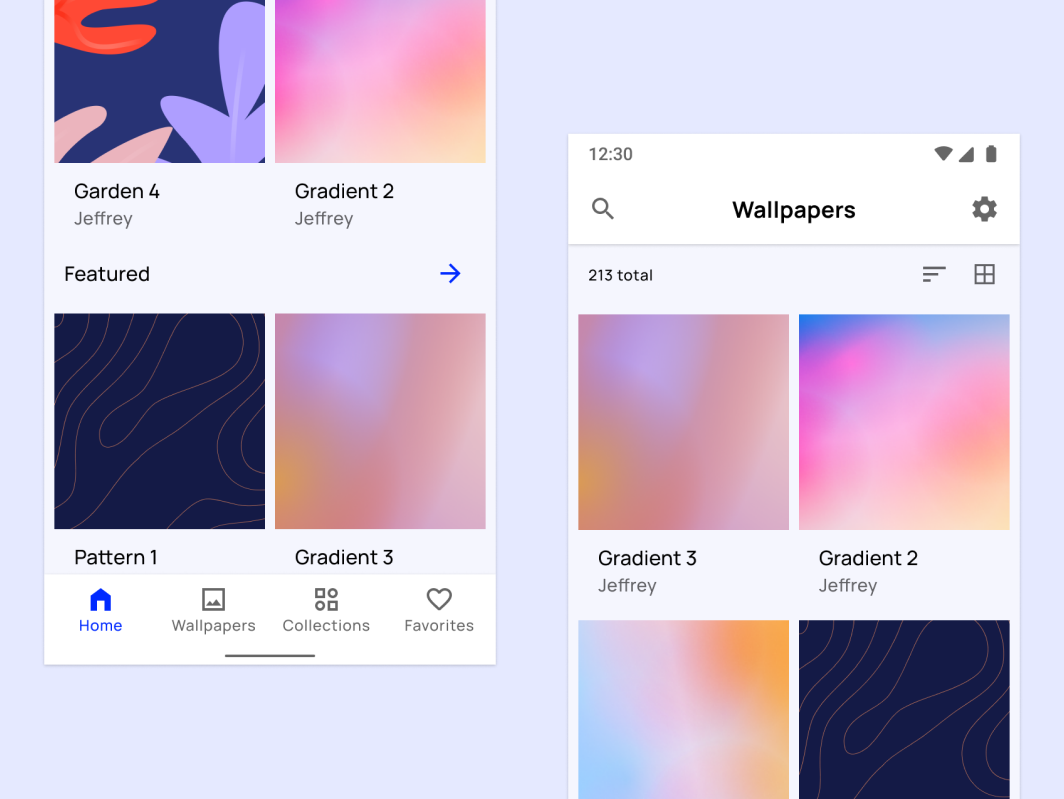 Garden 4
Jeffrey
Gradient 2
Jeffrey
Featured
Pattern 1
Gradient 3
Home
Wallpapers
Collections
Favorites
12:30
Wallpapers
213 total
Gradient 3
Jeffrey
Gradient 2
Jeffrey